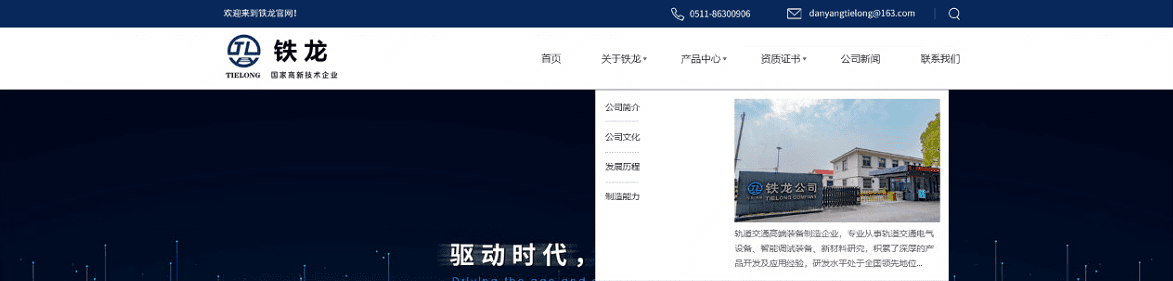 欢迎来到铁龙官网!
0511-86300906
danyangtielong@163.com
TL
TIELONG
铁龙
国家高新技术企业
首页
关于铁龙
产品中心
资质证书
公司新闻
联系我们
公司简介
公司文化
发展历程
制造能力
铁龙公司
TIELONG COMPANY
轨道交通高端装备制造企业,专业从事轨道交通电气
设备、智能调试装备、新材料研究,积累了深厚的产
品开发及应用经验,研发水平处于全国领先地位...
驱动时代,
Driving the age and